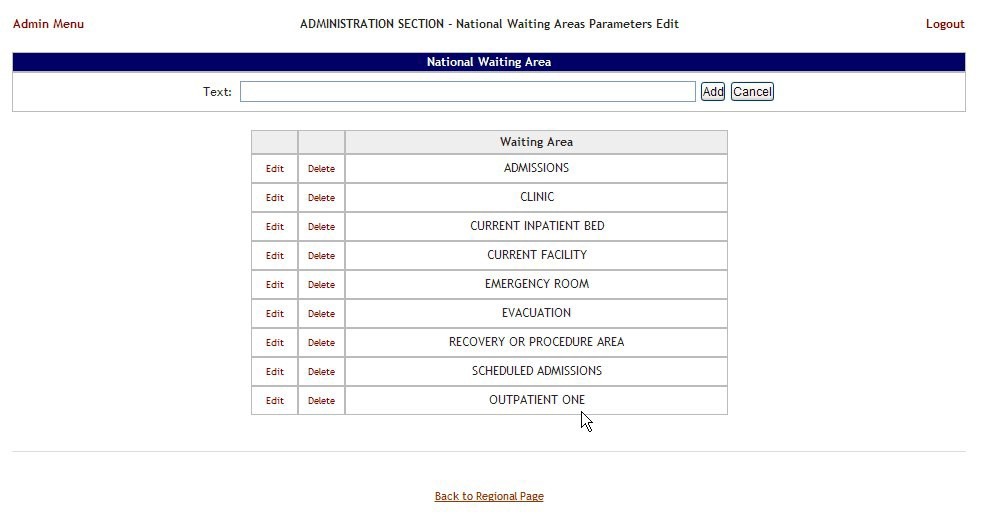 Admin Menu ADMINISTRATION SECTION - National Waiting Areas Parameters Edit Logout
National Waiting Area
Text: Add Cancel
Waiting Area
Edit Delete ADMISSIONS
Edit Delete CLINIC
Edit Delete CURRENT INPATIENT BED
Edit Delete CURRENT FACILITY
Edit Delete EMERGENCY ROOM
Edit Delete EVACUATION
Edit Delete RECOVERY OR PROCEDURE AREA
Edit Delete SCHEDULED ADMISSIONS
Edit Delete OUTPATIENT ONE
Back to Regional Page